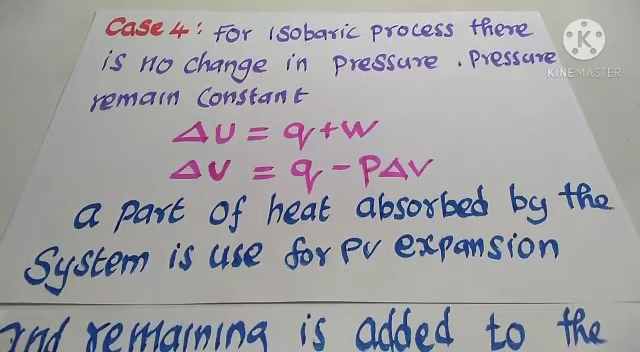 Case 4: For isobaric process there
is no change in pressure. Pressure
remain constant
ΔU = q+W
ΔU = q - PΔV
a part of heat absorbed by the
System is use for PV expansion
and remaining is added to the
KINEMASTER